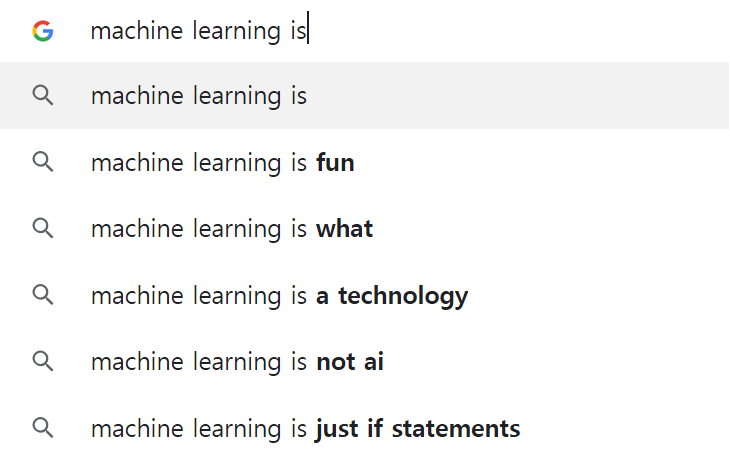 machine learning is
machine learning is
machine learning is fun
machine learning is what
machine learning is a technology
machine learning is not ai
machine learning is just if statements